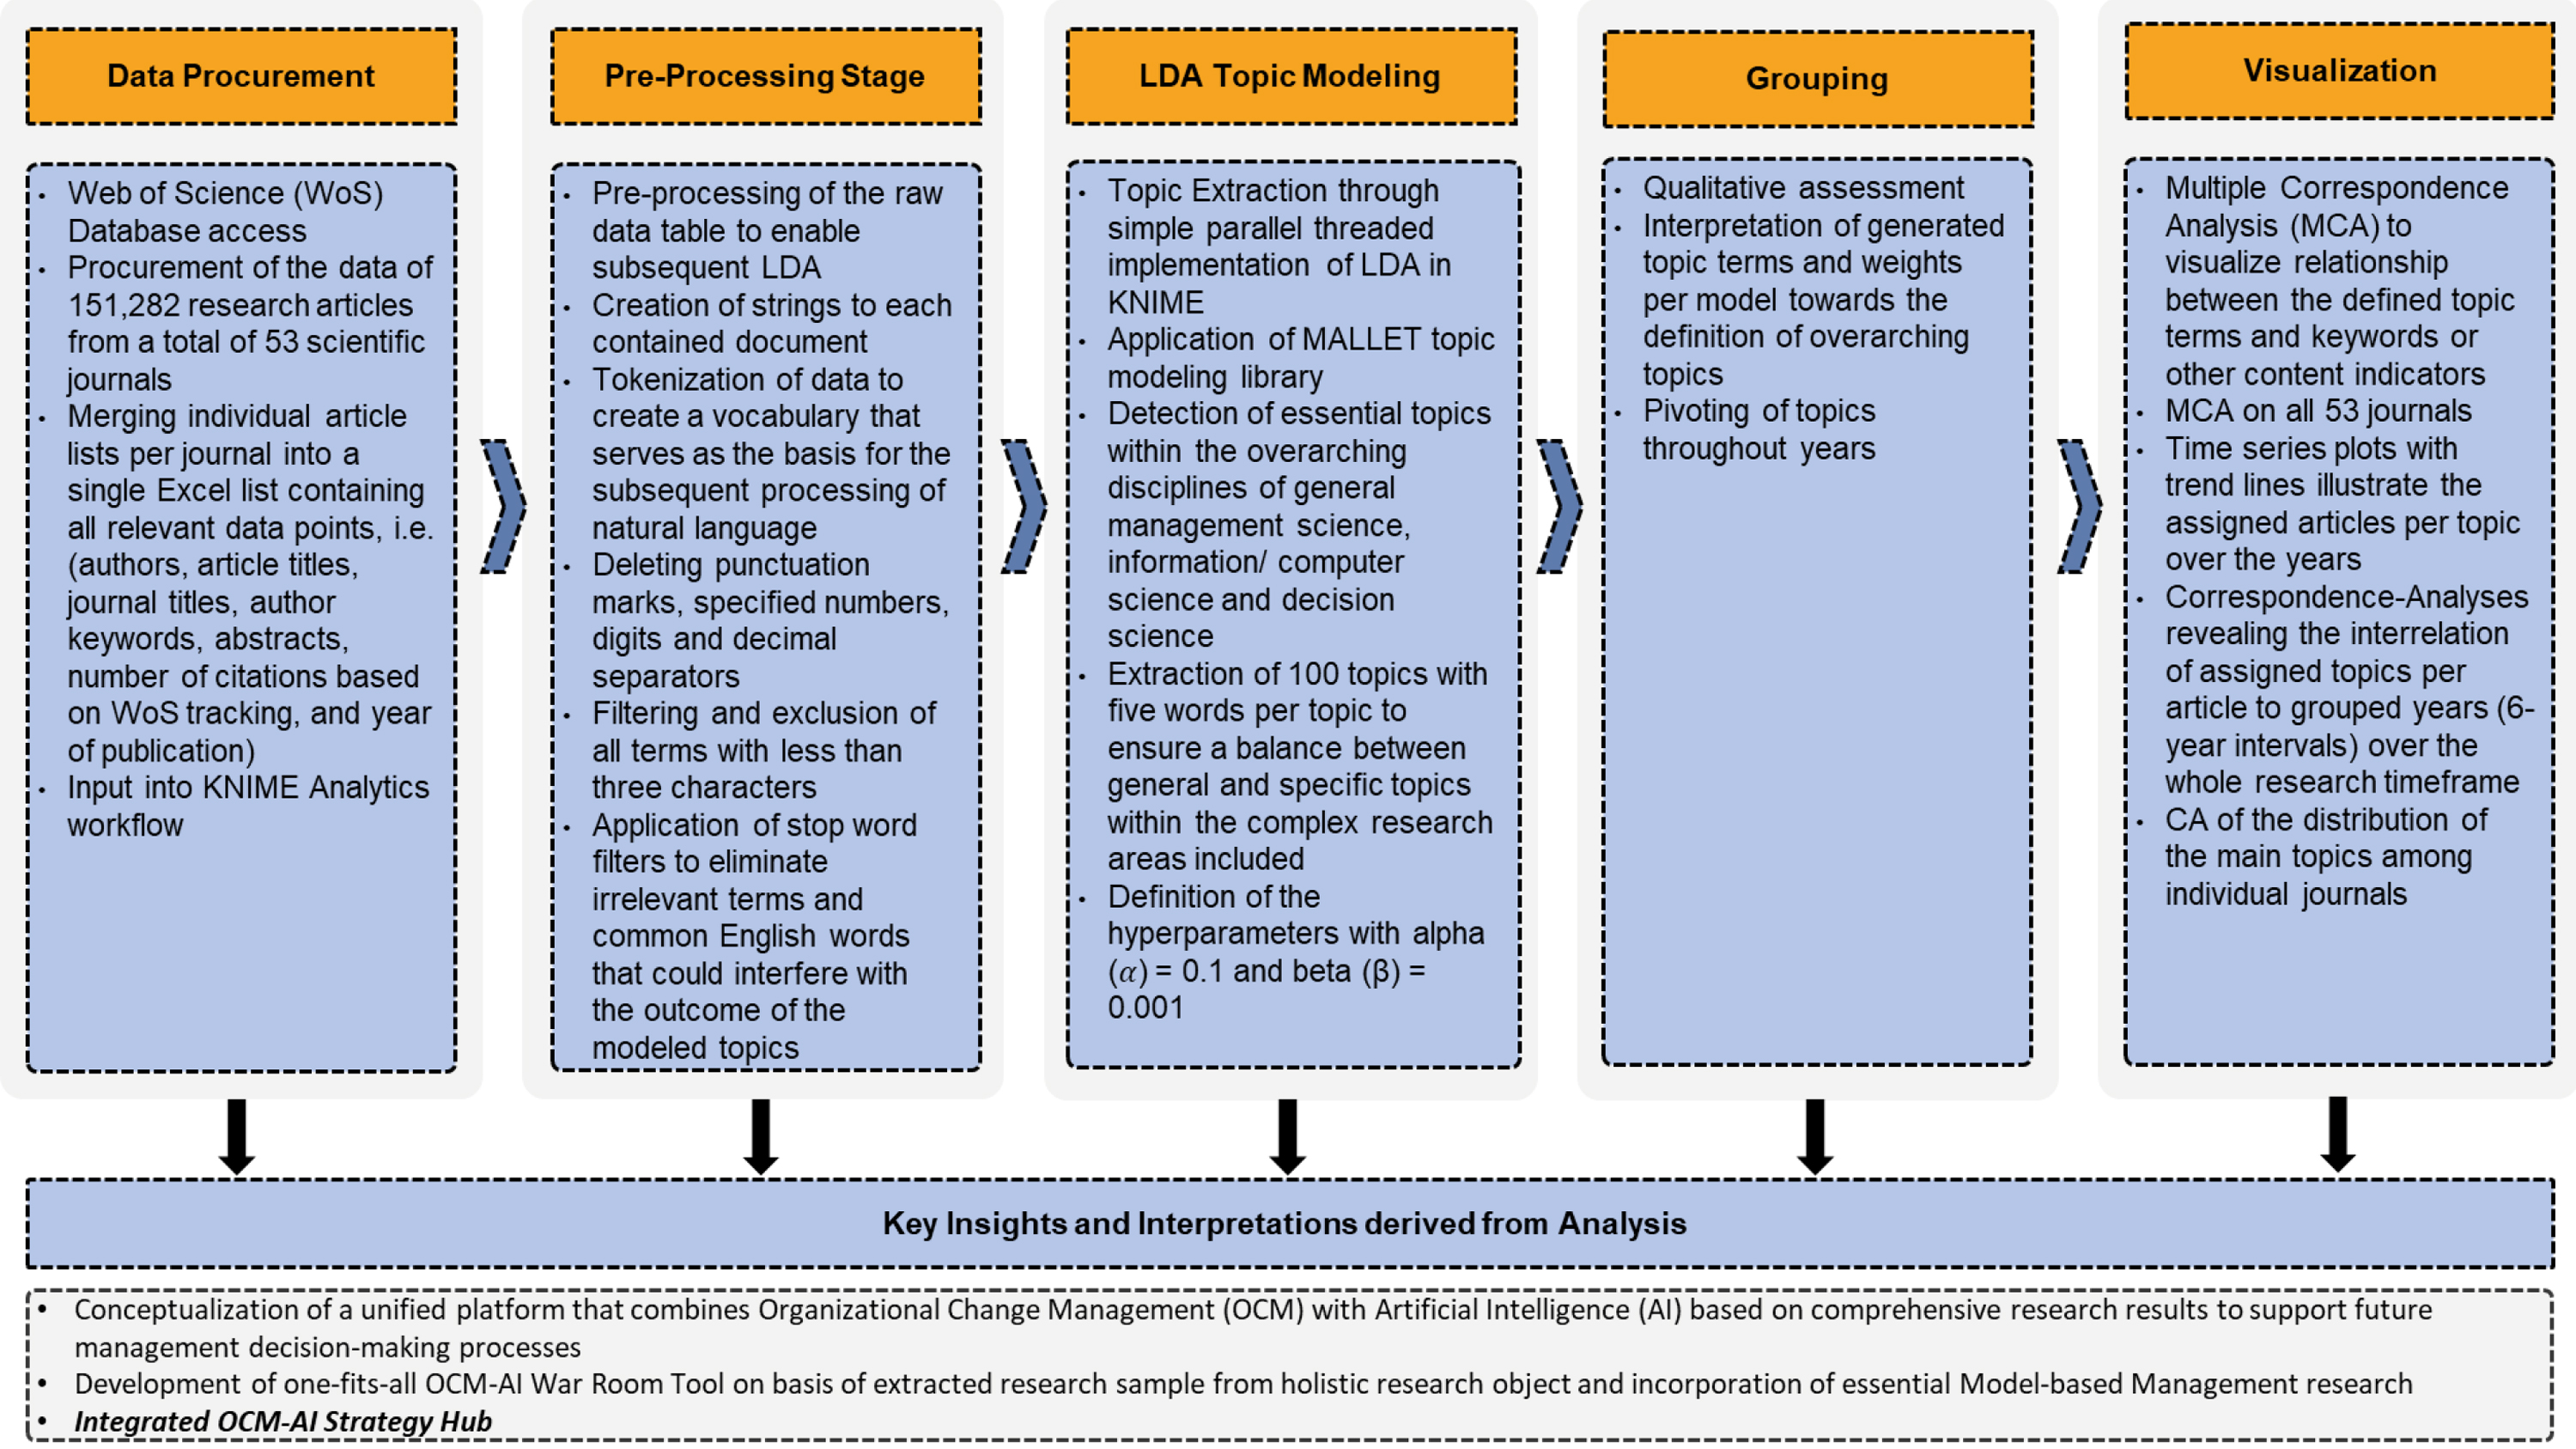 Data Procurement
• Web of Science (WoS)
Database access
• Procurement of the data of
151,282 research articles
from a total of 53 scientific
journals
• Merging individual article
lists per journal into a
single Excel list containing
all relevant data points, i.e.
(authors, article titles,
journal titles, author
keywords, abstracts,
number of citations based
on WoS tracking, and year
of publication)
• Input into KNIME Analytics
workflow
Pre-Processing Stage
• Pre-processing of the raw
data table to enable
subsequent LDA
• Creation of strings to each
contained document
• Tokenization of data to
create a vocabulary that
serves as the basis for the
subsequent processing of
natural language
• Deleting punctuation
marks, specified numbers,
digits and decimal
separators
• Filtering and exclusion of
all terms with less than
three characters
• Application of stop word
filters to eliminate
irrelevant terms and
common English words
that could interfere with
the outcome of the
modeled topics
LDA Topic Modeling
• Topic Extraction through
simple parallel threaded
implementation of LDA in
KNIME
• Application of MALLET topic
modeling library
• Detection of essential topics
within the overarching
disciplines of general
management science,
information/ computer
science and decision
science
• Extraction of 100 topics with
five words per topic to
ensure a balance between
general and specific topics
within the complex research
areas included
• Definition of the
hyperparameters with alpha
(α) = 0.1 and beta (β) =
0.001
Grouping
• Qualitative assessment
• Interpretation of generated
topic terms and weights
per model towards the
definition of overarching
topics
• Pivoting of topics
throughout years
Visualization
• Multiple Correspondence
Analysis (MCA) to
visualize relationship
between the defined topic
terms and keywords or
other content indicators
• MCA on all 53 journals
• Time series plots with
trend lines illustrate the
assigned articles per topic
over the years
• Correspondence-Analyses
revealing the interrelation
of assigned topics per
article to grouped years (6-
year intervals) over the
whole research timeframe
• CA of the distribution of
the main topics among
individual journals
Key Insights and Interpretations derived from Analysis
• Conceptualization of a unified platform that combines Organizational Change Management (OCM) with Artificial Intelligence (AI) based on comprehensive research results to support future
management decision-making processes
• Development of one-fits-all OCM-AI War Room Tool on basis of extracted research sample from holistic research object and incorporation of essential Model-based Management research
• Integrated OCM-AI Strategy Hub